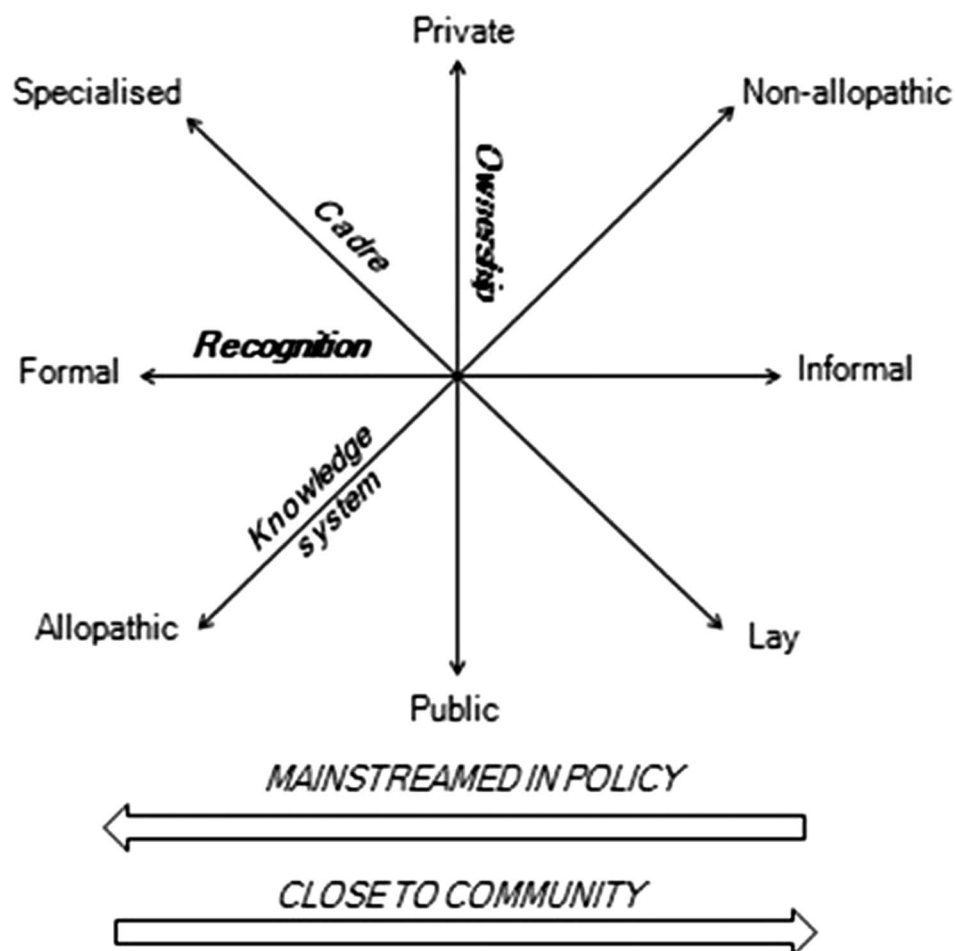 Private
Specialised
Non-allopathic
Ownership
Cadre
Recognition
Formal
Informal
Knowledge
system
Allopathic
Lay
Public
MAINSTREAMED IN POLICY
CLOSE TO COMMUNITY